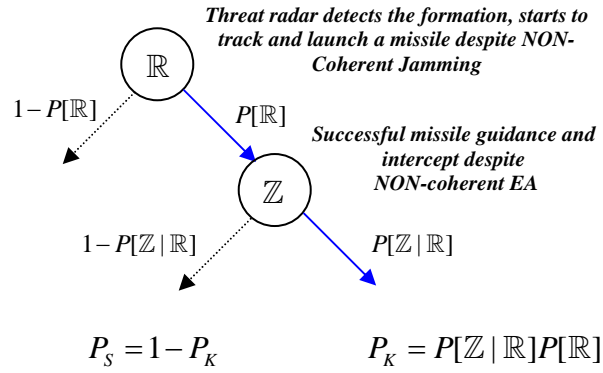 Threat radar detects the formation, starts to
track and launch a missile despite NON-
Coherent Jamming
ℝ
1−P[ℝ]
P[ℝ]
Successful missile guidance and
intercept despite
NON-coherent EA
ℤ
1−P[ℤ | ℝ]
P[ℤ | ℝ]
P_S = 1− P_K
P_K = P[ℤ | ℝ]P[ℝ]